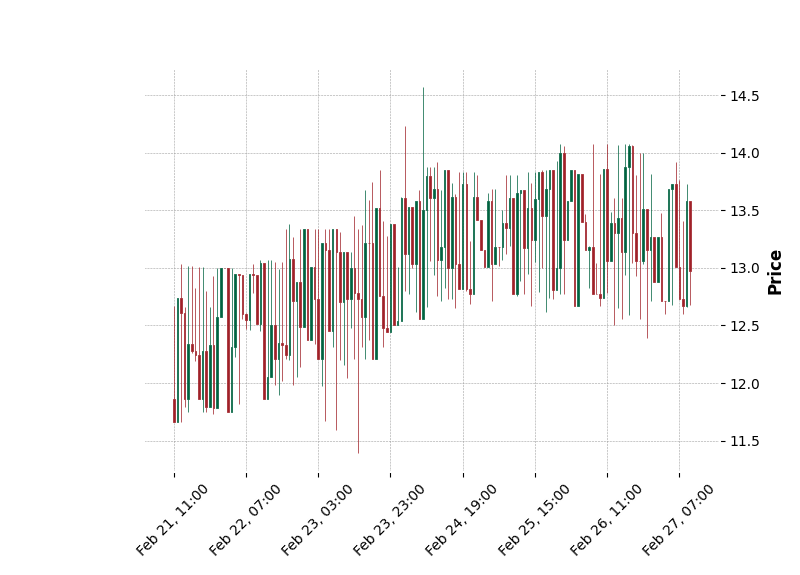 14.5
14.0
13.5
13.0
12.5
12.0
11.5
Price
Feb 21, 11:00
Feb 22, 07:00
Feb 23, 03:00
Feb 23, 23:00
Feb 24, 19:00
Feb 25, 15:00
Feb 26, 11:00
Feb 27, 07:00